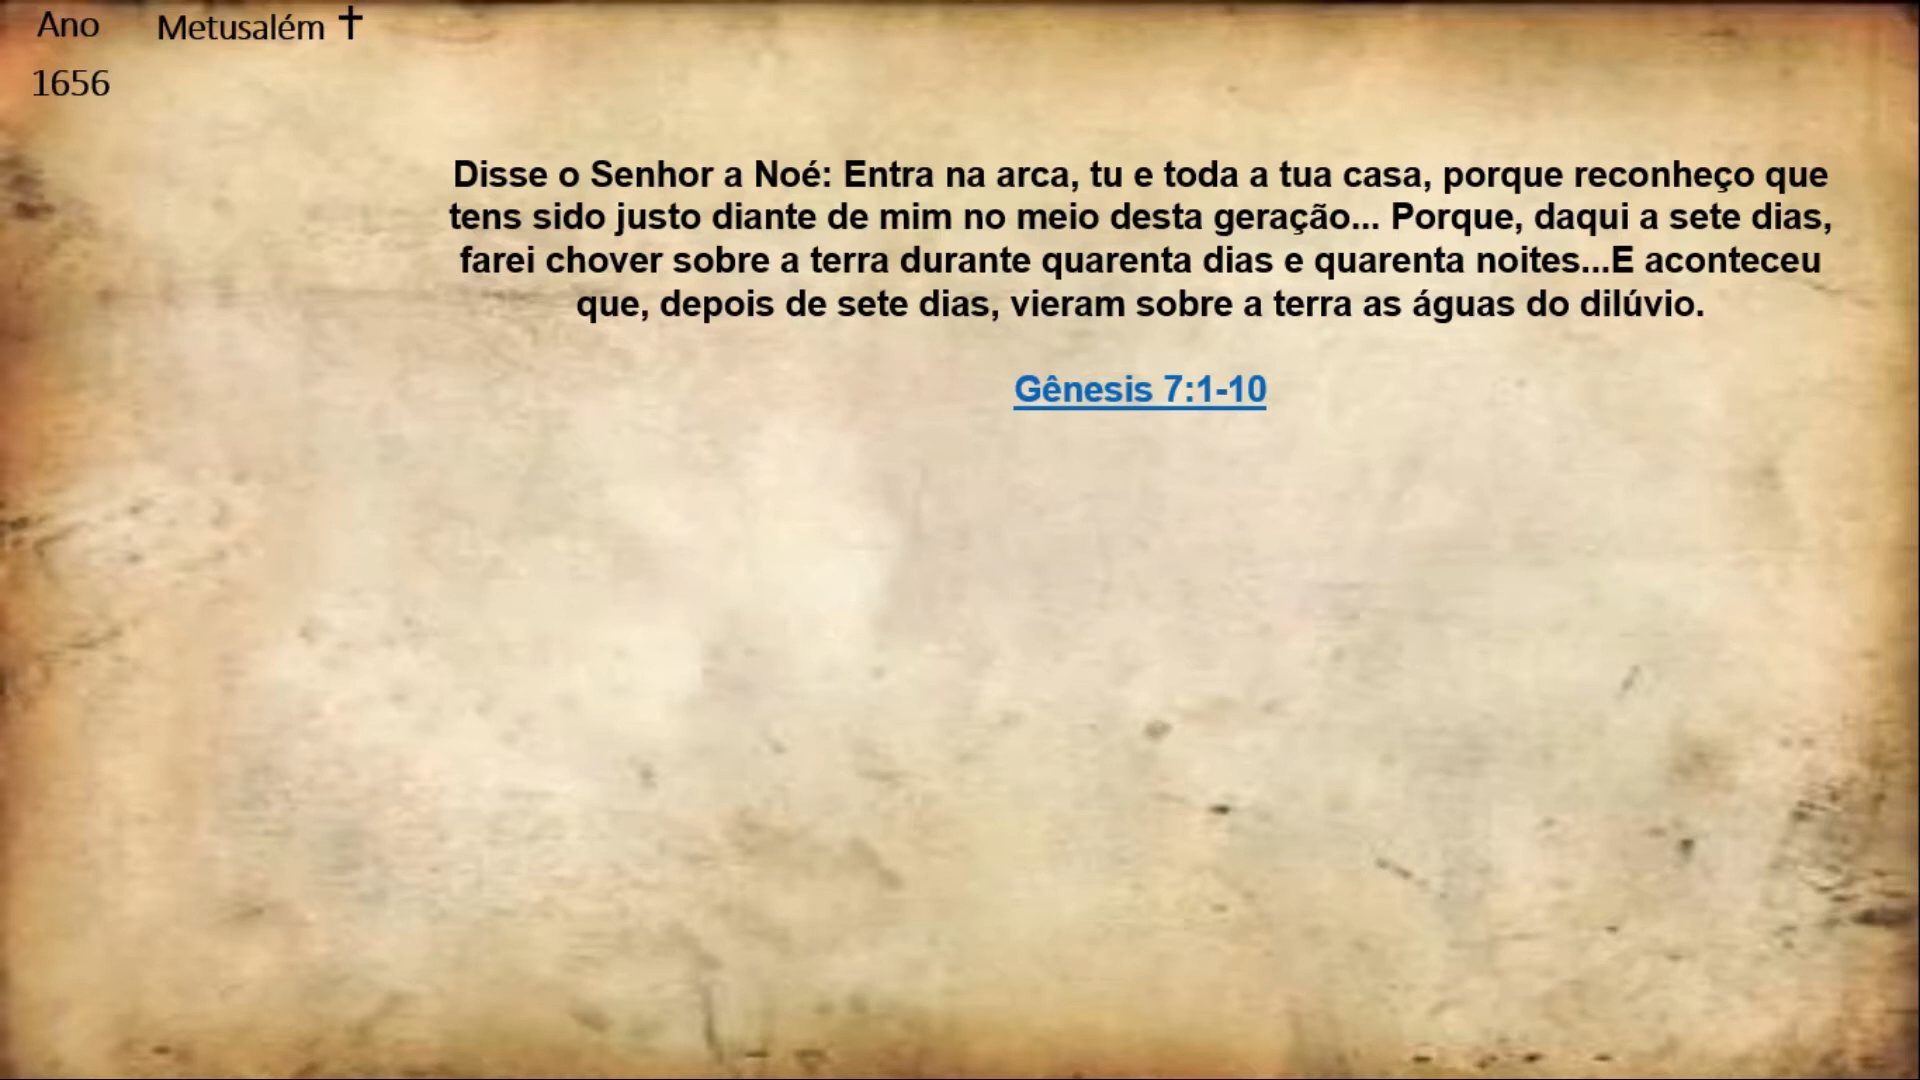 Ano
Metusalém ✝
1656
Disse o Senhor a Noé: Entra na arca, tu e toda a tua casa, porque reconheço que
tens sido justo diante de mim no meio desta geração... Porque, daqui a sete dias,
farei chover sobre a terra durante quarenta dias e quarenta noites...E aconteceu
que, depois de sete dias, vieram sobre a terra as águas do dilúvio.
Gênesis 7:1-10